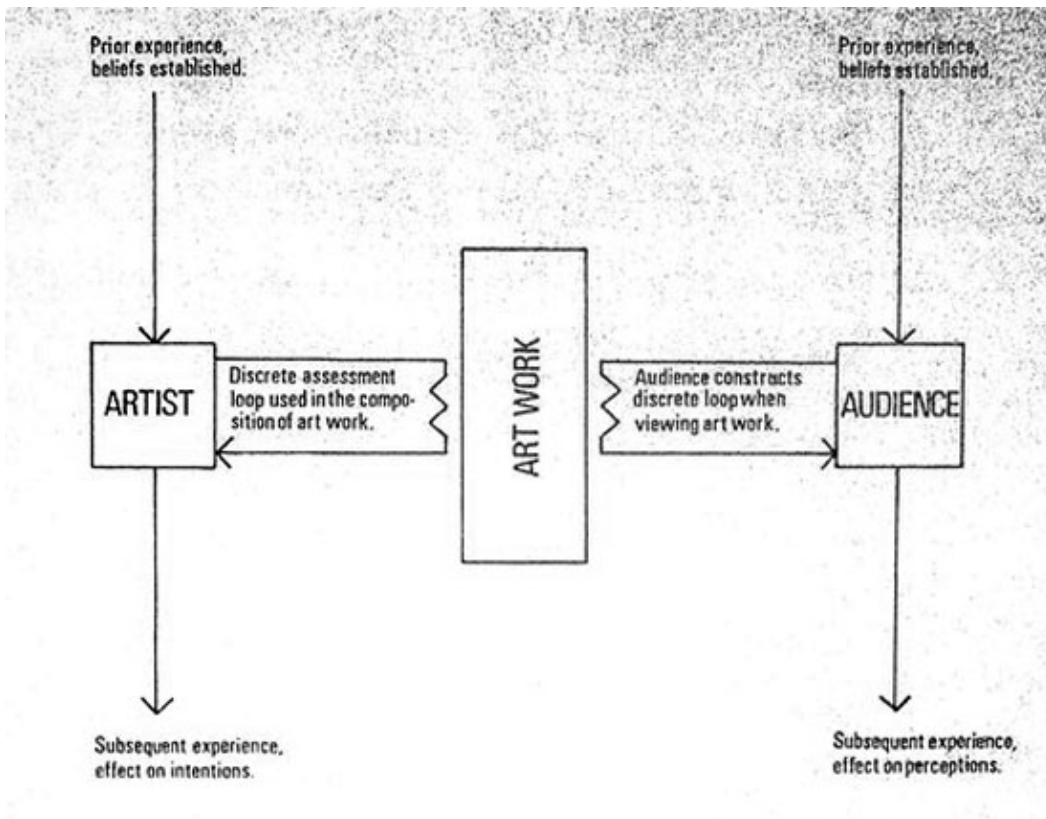 Prior experience,
beliefs established.
Prior experience,
beliefs established.
ARTIST
Discrete assessment
loop used in the compo-
sition of art work.
ART WORK
Audience constructs
discrete loop when
viewing art work.
AUDIENCE
Subsequent experience,
effect on intentions.
Subsequent experience,
effect on perceptions.